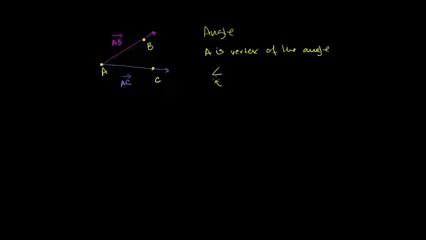 Angle
AB
B
A is vertex of the angle
A
AC
C
∠